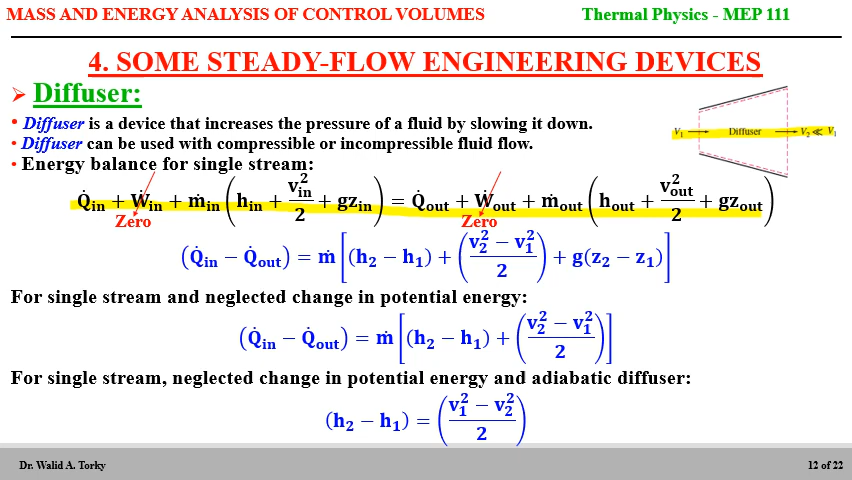 MASS AND ENERGY ANALYSIS OF CONTROL VOLUMES Thermal Physics - MEP 111
4. SOME STEADY-FLOW ENGINEERING DEVICES
➢ Diffuser:
• Diffuser is a device that increases the pressure of a fluid by slowing it down.
• Diffuser can be used with compressible or incompressible fluid flow.
• Energy balance for single stream:
V₁ Diffuser V₂ ≪ V₁
Q̇in + Ẇin + ṁin (hin + v²in/2 + gzin) = Q̇out + Ẇout + ṁout (hout + v²out/2 + gzout)
Zero Zero
(Q̇in − Q̇out) = ṁ [(h₂ − h₁) + ((v₂² − v₁²)/2) + g(z₂ − z₁)]
For single stream and neglected change in potential energy:
(Q̇in − Q̇out) = ṁ [(h₂ − h₁) + ((v₂² − v₁²)/2)]
For single stream, neglected change in potential energy and adiabatic diffuser:
(h₂ − h₁) = ((v₁² − v₂²)/2)
Dr. Walid A. Torky 12 of 22